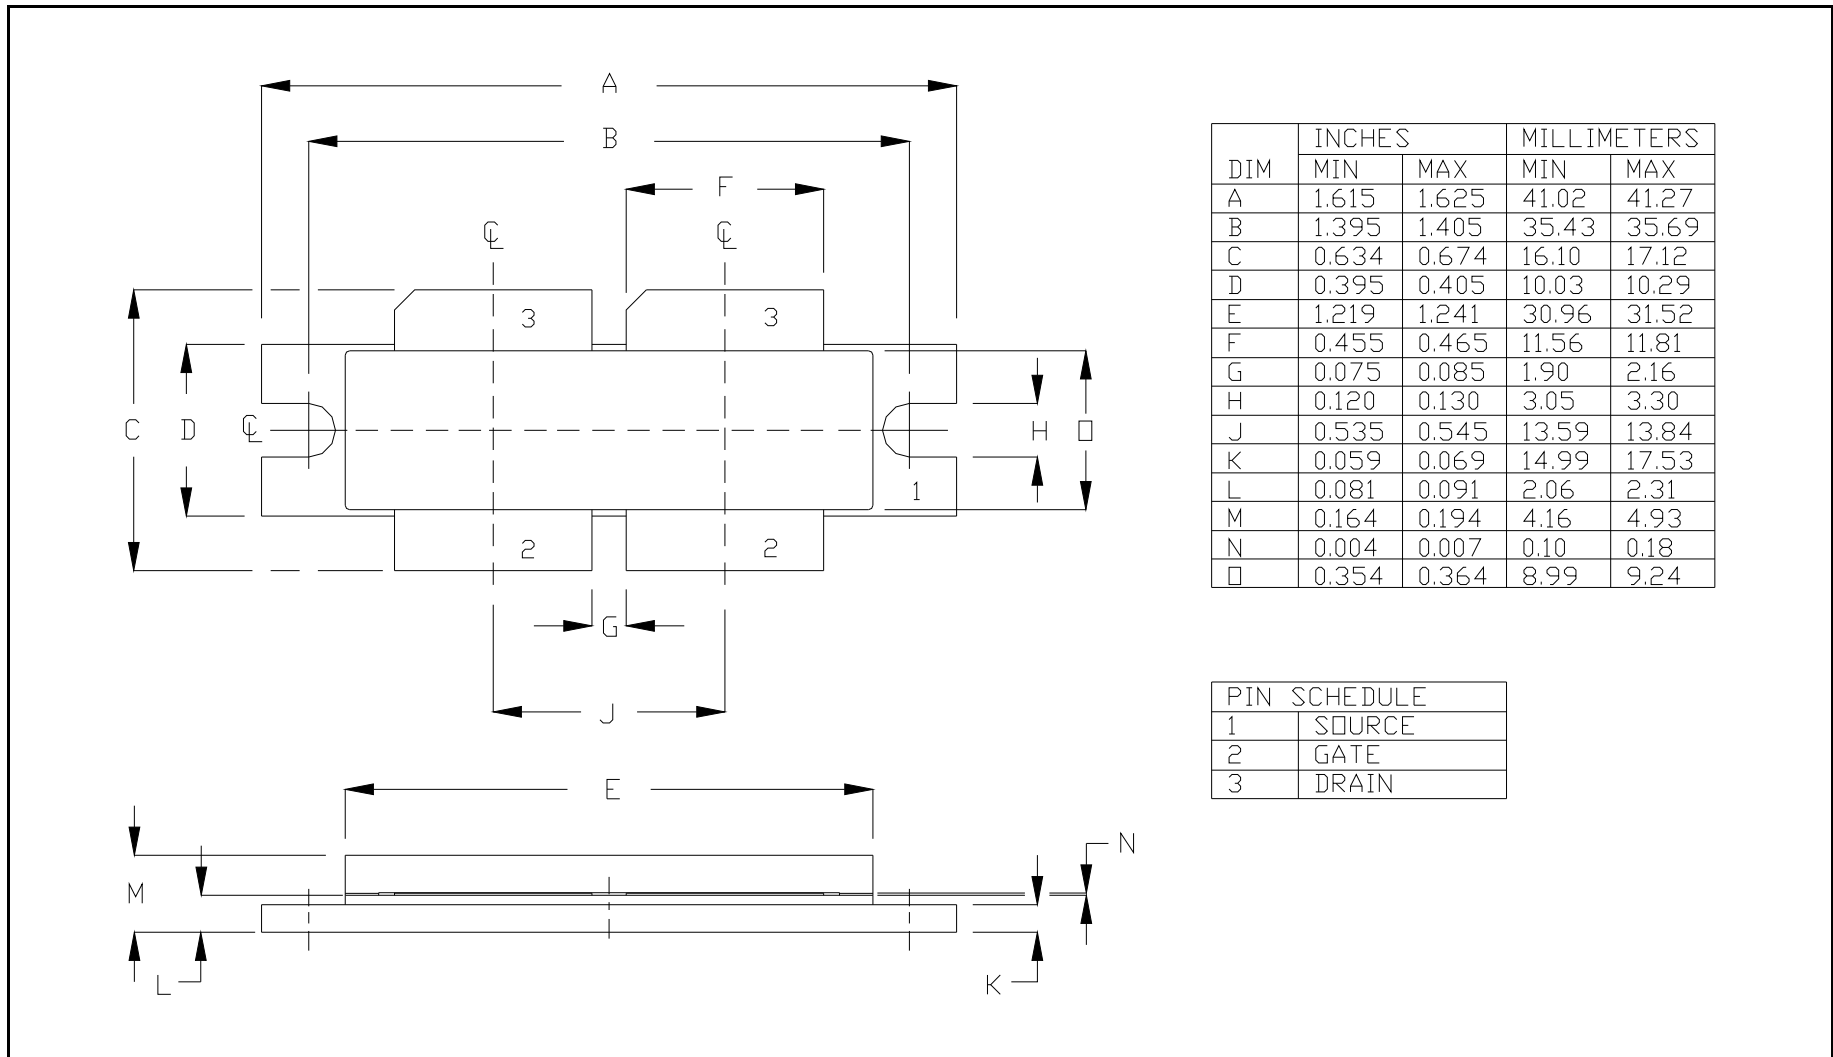 A
B
F
℄
℄
3
3
C
D
℄
H
O
1
2
2
G
J
E
M
N
L
K
INCHES MILLIMETERS
DIM MIN MAX MIN MAX
A 1.615 1.625 41.02 41.27
B 1.395 1.405 35.43 35.69
C 0.634 0.674 16.10 17.12
D 0.395 0.405 10.03 10.29
E 1.219 1.241 30.96 31.52
F 0.455 0.465 11.56 11.81
G 0.075 0.085 1.90 2.16
H 0.120 0.130 3.05 3.30
J 0.535 0.545 13.59 13.84
K 0.059 0.069 14.99 17.53
L 0.081 0.091 2.06 2.31
M 0.164 0.194 4.16 4.93
N 0.004 0.007 0.10 0.18
O 0.354 0.364 8.99 9.24
PIN SCHEDULE
1 SOURCE
2 GATE
3 DRAIN